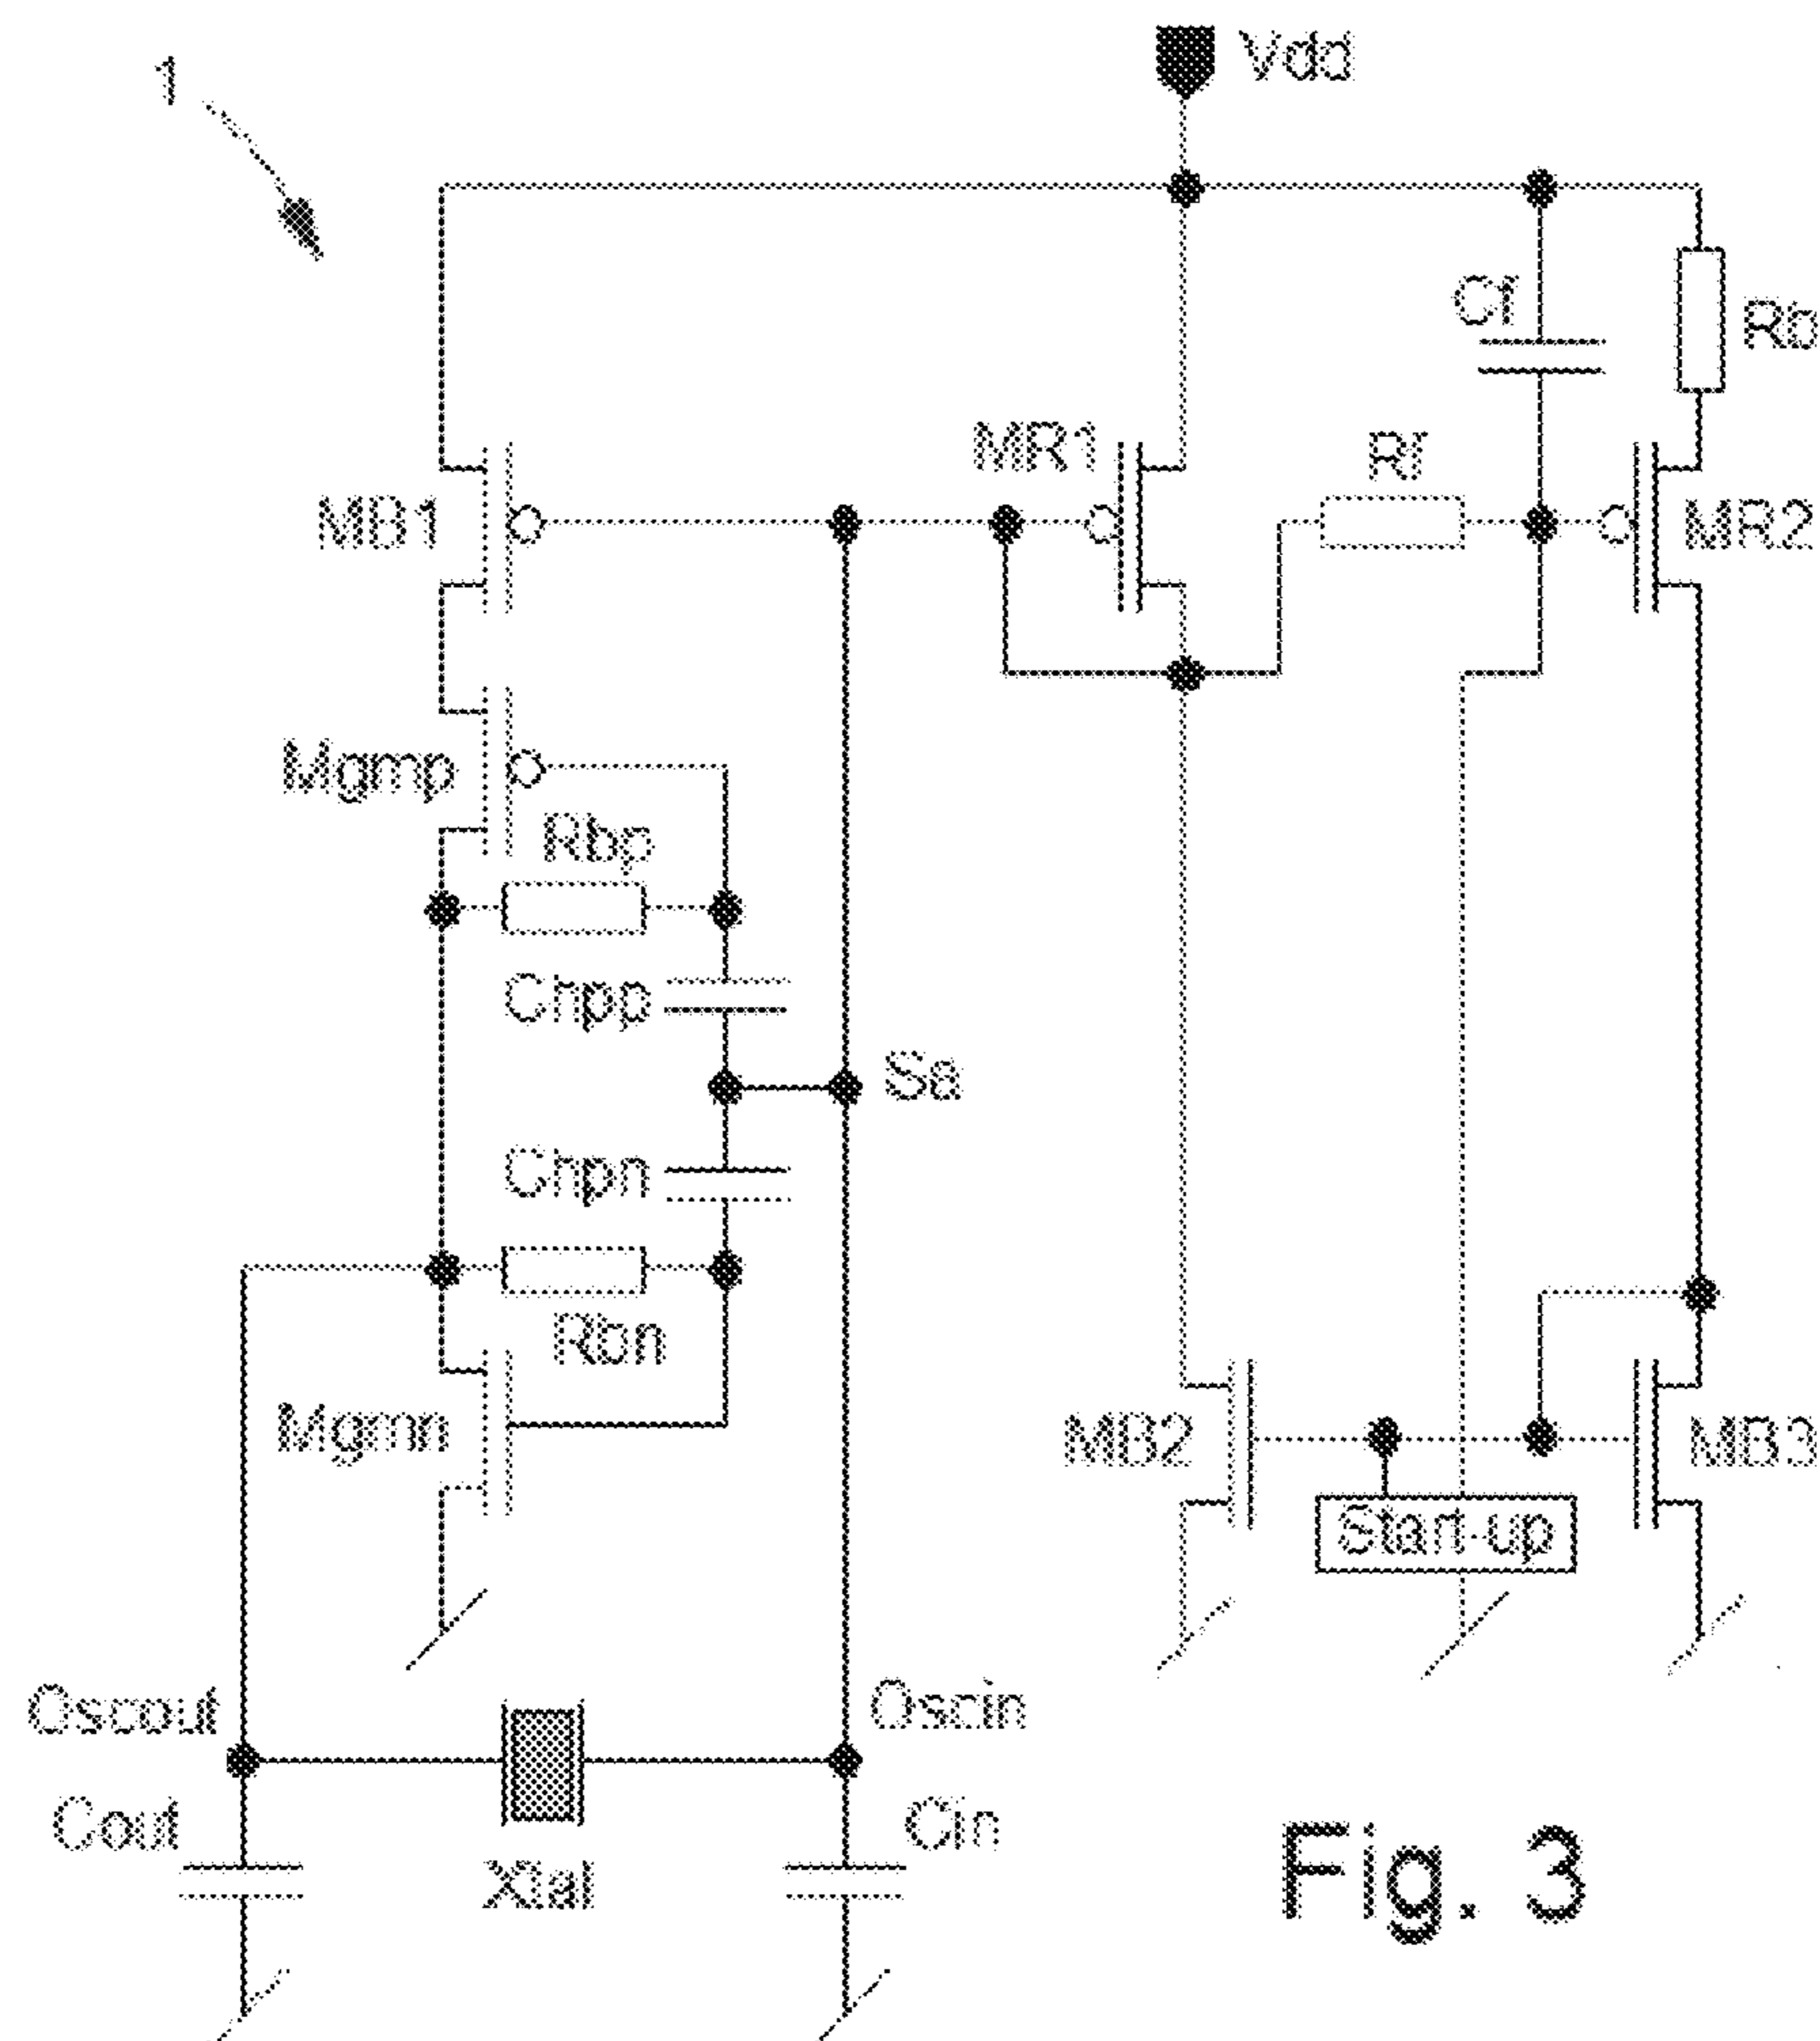 1
Vdd
Cf
Rb
MR1
Rf
MB1
MR2
Mgmp
Rbp
Chpp
Sa
Chpn
Rbn
Mgmn
MB2
MB3
Start-up
Oscout
Oscin
Cout
Cin
Xtal
Fig. 3